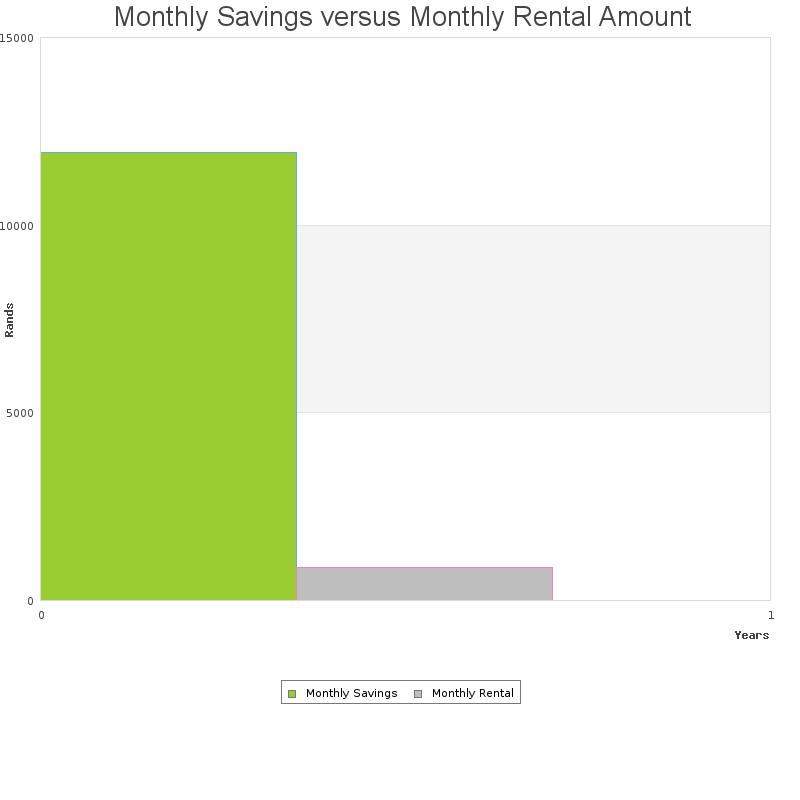 Monthly Savings versus Monthly Rental Amount
15000
10000
Rands
5000
0
0 1
Years
Monthly Savings Monthly Rental